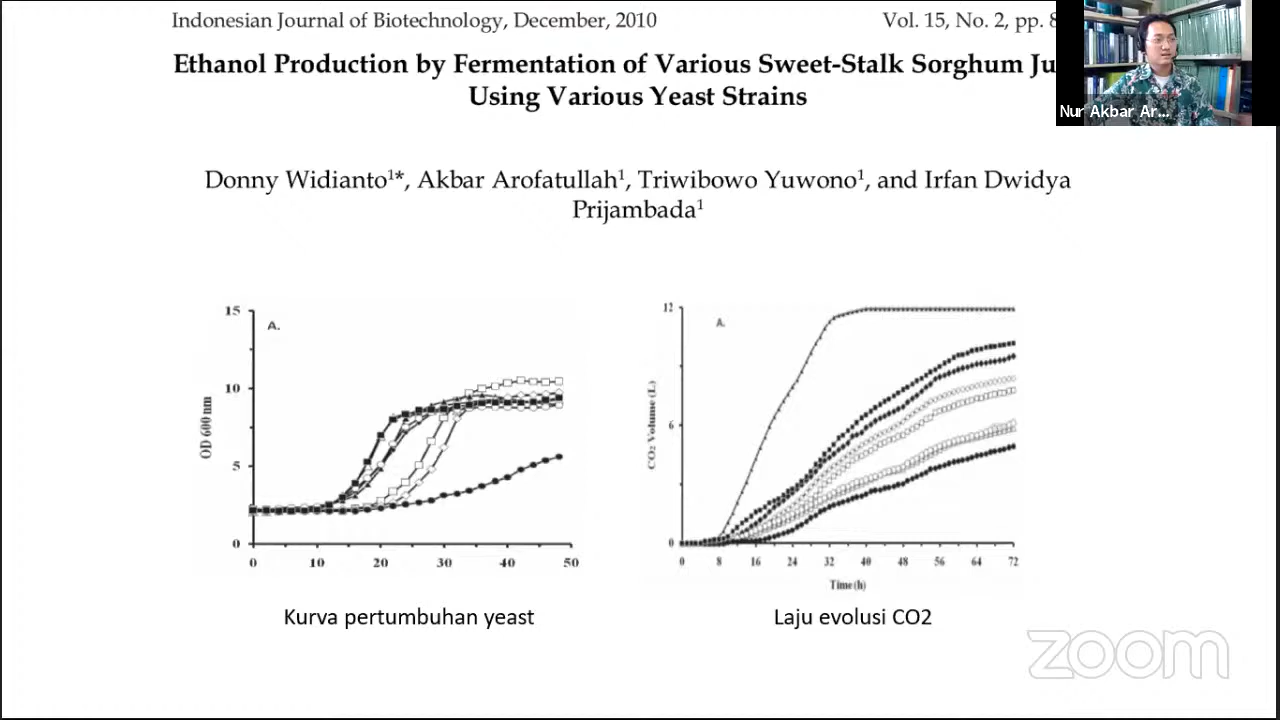 Indonesian Journal of Biotechnology, December, 2010
Vol. 15, No. 2, pp. 8
Ethanol Production by Fermentation of Various Sweet-Stalk Sorghum Ju
Using Various Yeast Strains
Nur Akbar Ar...
Donny Widianto¹*, Akbar Arofatullah¹, Triwibowo Yuwono¹, and Irfan Dwidya
Prijambada¹
15
A.
10
OD 600 nm
5
0
0 10 20 30 40 50
12
A.
CO₂ Volume (L)
6
0
0 8 16 24 32 40 48 56 64 72
Time (h)
Kurva pertumbuhan yeast
Laju evolusi CO2
zoom